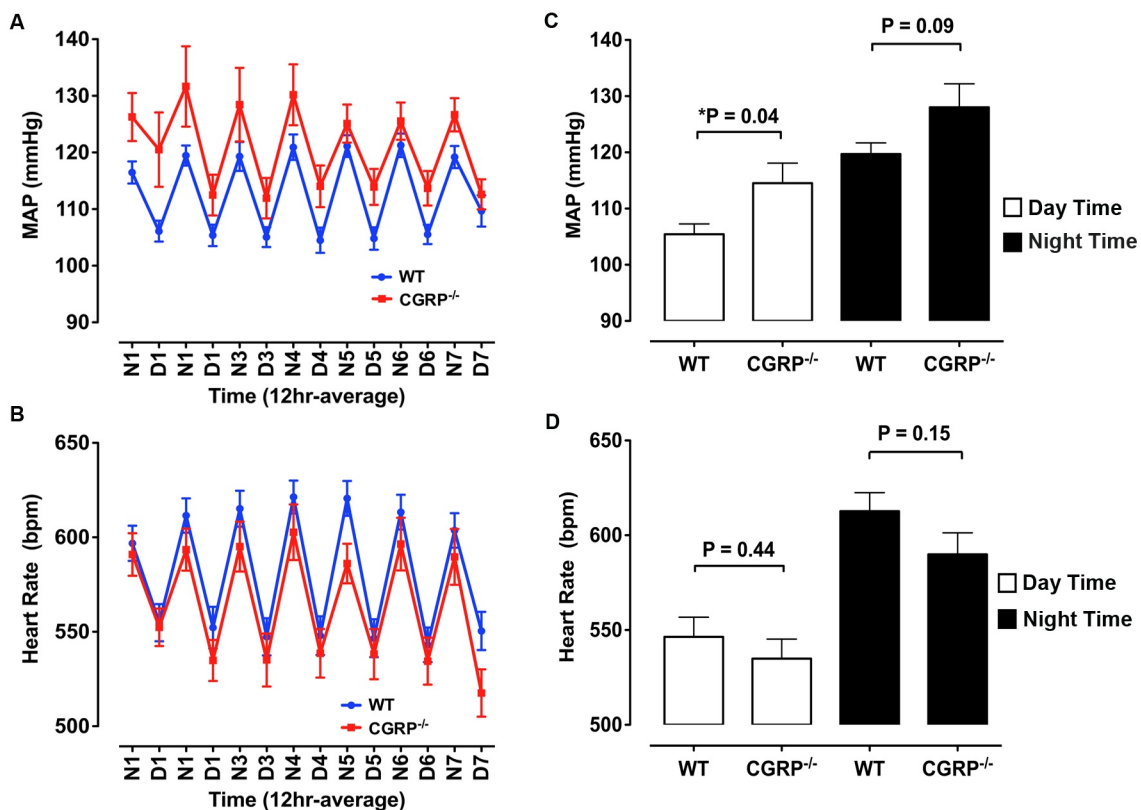 A
MAP (mmHg)
140
130
120
110
100
90
WT
CGRP-/-
N1 D1 N1 D1 N3 D3 N4 D4 N5 D5 N6 D6 N7 D7
Time (12hr-average)
C
MAP (mmHg)
140
130
120
110
100
90
*P = 0.04
P = 0.09
WT CGRP-/- WT CGRP-/-
Day Time
Night Time
B
Heart Rate (bpm)
650
600
550
500
WT
CGRP-/-
N1 D1 N1 D1 N3 D3 N4 D4 N5 D5 N6 D6 N7 D7
Time (12hr-average)
D
Heart Rate (bpm)
650
600
550
500
P = 0.44
P = 0.15
WT CGRP-/- WT CGRP-/-
Day Time
Night Time